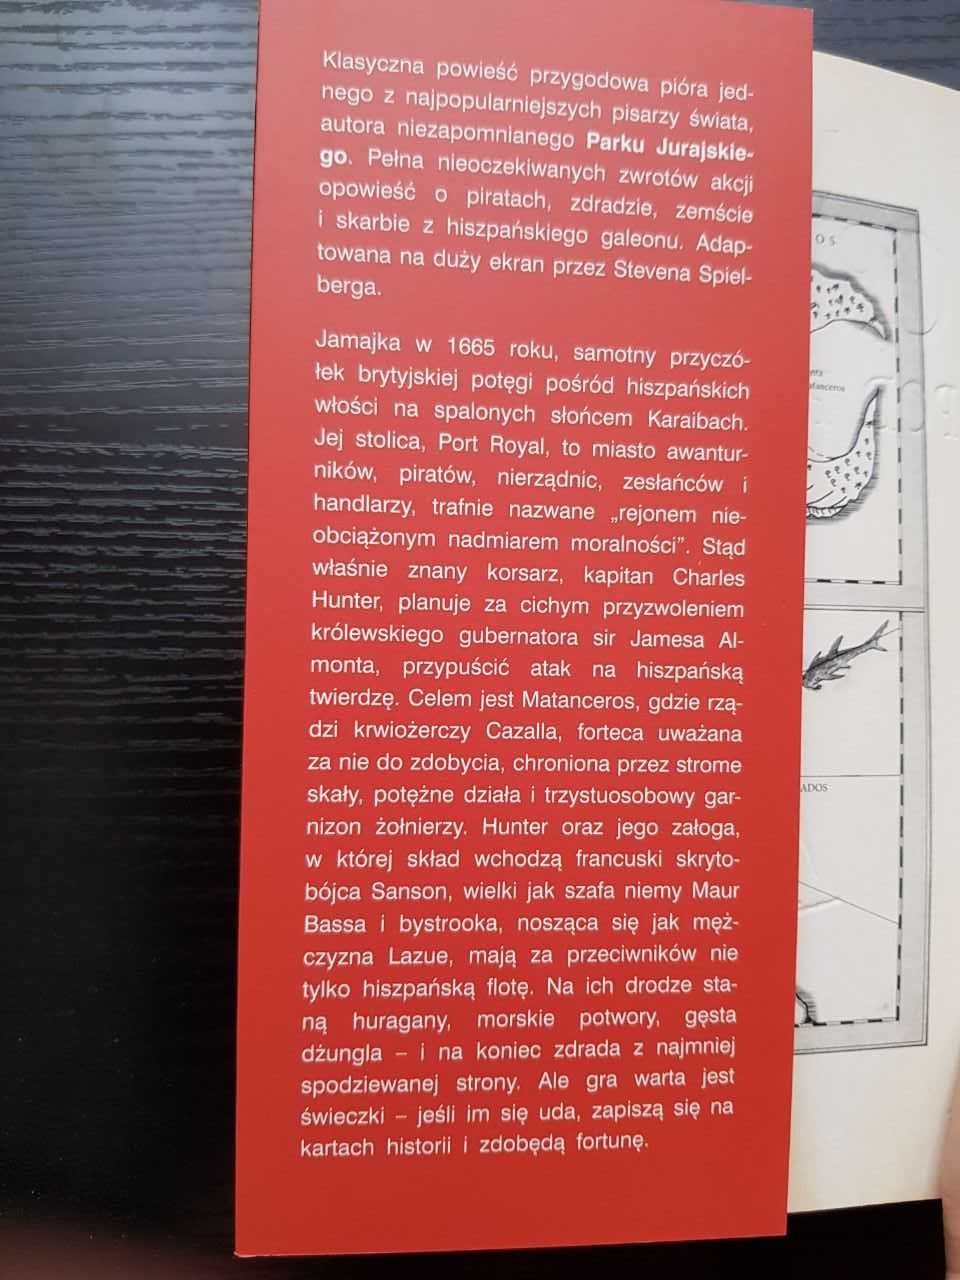 Klasyczna powieść przygodowa pióra jed-
nego z najpopularniejszych pisarzy świata,
autora niezapomnianego Parku Jurajskie-
go. Pełna nieoczekiwanych zwrotów akcji
opowieść o piratach, zdradzie, zemście
i skarbie z hiszpańskiego galeonu. Adap-
towana na duży ekran przez Stevena Spiel-
berga.
Jamajka w 1665 roku, samotny przyczó-
łek brytyjskiej potęgi pośród hiszpańskich
włości na spalonych słońcem Karaibach.
Jej stolica, Port Royal, to miasto awantur-
ników, piratów, nierządnic, zesłańców i
handlarzy, trafnie nazwane „rejonem nie-
obciążonym nadmiarem moralności”. Stąd
właśnie znany korsarz, kapitan Charles
Hunter, planuje za cichym przyzwoleniem
królewskiego gubernatora sir Jamesa Al-
monta, przypuścić atak na hiszpańską
twierdzę. Celem jest Matanceros, gdzie rzą-
dzi krwiożerczy Cazalla, forteca uważana
za nie do zdobycia, chroniona przez strome
skały, potężne działa i trzystuosobowy gar-
nizon żołnierzy. Hunter oraz jego załoga,
w której skład wchodzą francuski skryto-
bójca Sanson, wielki jak szafa niemy Maur
Bassa i bystrooka, nosząca się jak męż-
czyzna Lazue, mają za przeciwników nie
tylko hiszpańską flotę. Na ich drodze sta-
ną huragany, morskie potwory, gęsta
dżungla – i na koniec zdrada z najmniej
spodziewanej strony. Ale gra warta jest
świeczki – jeśli im się uda, zapiszą się na
kartach historii i zdobędą fortunę.
OS
ADOS